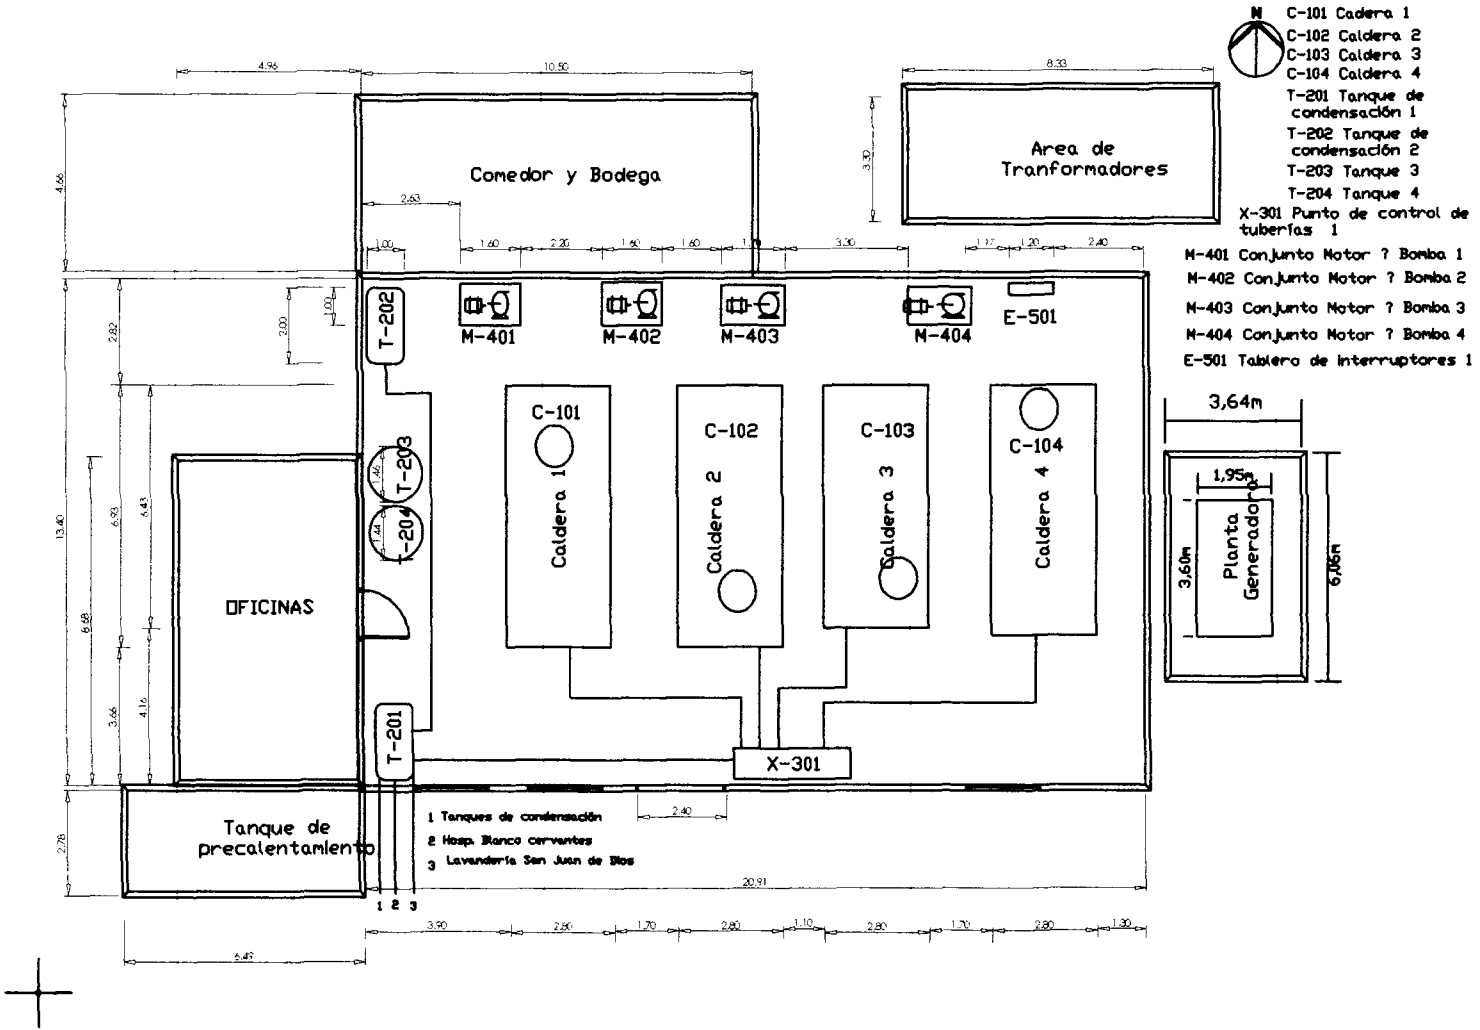 N
C-101 Cadera 1
C-102 Caldera 2
C-103 Caldera 3
C-104 Caldera 4
T-201 Tanque de
condensación 1
T-202 Tanque de
condensación 2
T-203 Tanque 3
T-204 Tanque 4
X-301 Punto de control de
tuberías 1
M-401 Conjunto Motor ? Bomba 1
M-402 Conjunto Motor ? Bomba 2
M-403 Conjunto Motor ? Bomba 3
M-404 Conjunto Motor ? Bomba 4
E-501 Tablero de interruptores 1
4.96
10.50
8.33
4.66
Comedor y Bodega
3.30
Area de
Tranformadores
2.63
1.00
1.60
2.20
1.60
1.60
3.30
1.17
1.20
2.40
2.82
2.00
1.00
T-202
M-401
M-402
M-403
M-404
E-501
C-101
C-102
C-103
C-104
Caldera 1
Caldera 2
Caldera 3
Caldera 4
3,64m
1,95m
Planta
Generadora
3,60m
6,06m
1.46
T-203
1.44
T-204
13.40
6.93
6.43
8.68
3.66
4.16
OFICINAS
T-201
X-301
2.78
Tanque de
precalentamiento
1 Tanques de condensación
2 Hosp. Blanco cervantes
3 Lavandería San Juan de Dios
2.40
20.91
1 2 3
3.90
2.80
1.70
2.80
1.10
2.80
1.70
2.80
1.30
6.49